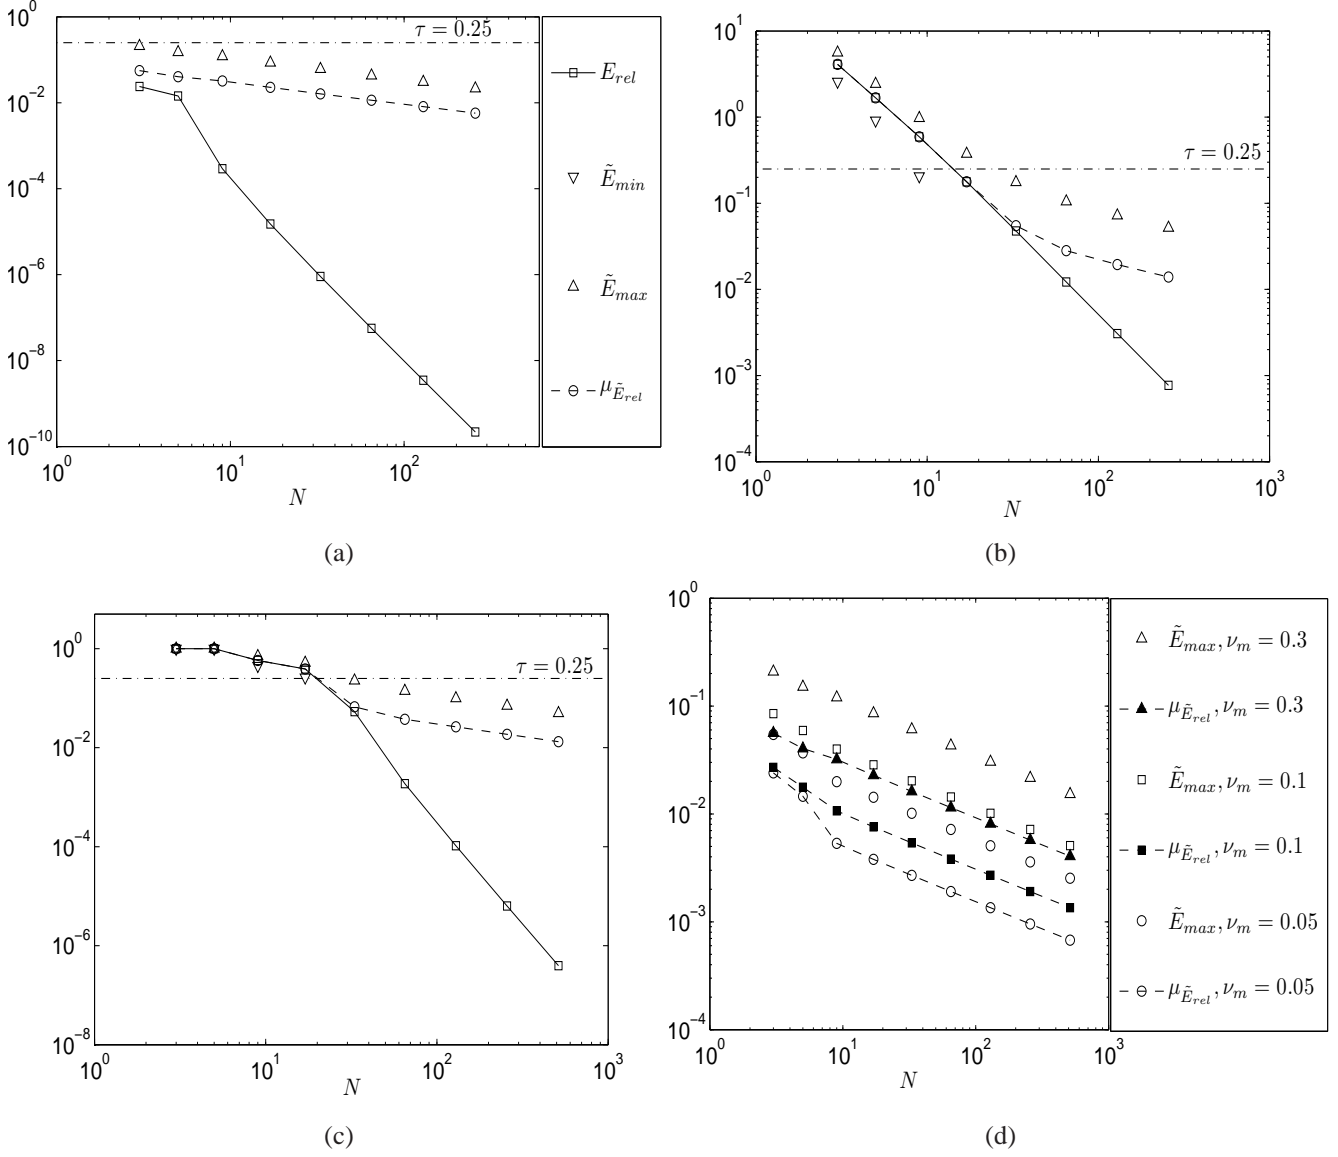 10^0
10^-2
10^-4
10^-6
10^-8
10^-10
10^0
10^1
10^2
N
τ = 0.25
E_rel
Ẽ_min
Ẽ_max
μ_Ẽ_rel
(a)
10^1
10^0
10^-1
10^-2
10^-3
10^-4
10^0
10^1
10^2
10^3
N
τ = 0.25
(b)
10^0
10^-2
10^-4
10^-6
10^-8
10^0
10^1
10^2
10^3
N
τ = 0.25
(c)
10^0
10^-1
10^-2
10^-3
10^-4
10^0
10^1
10^2
10^3
N
Ẽ_max, ν_m = 0.3
μ_Ẽ_rel, ν_m = 0.3
Ẽ_max, ν_m = 0.1
μ_Ẽ_rel, ν_m = 0.1
Ẽ_max, ν_m = 0.05
μ_Ẽ_rel, ν_m = 0.05
(d)